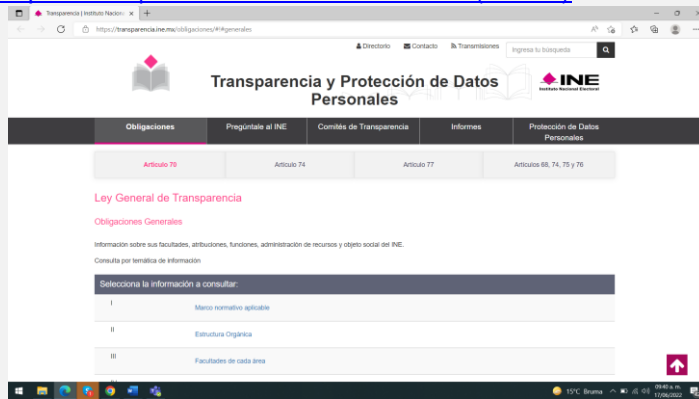 Transparencia | Instituto Naciona
https://transparencia.ine.mx/obligaciones/#!#generales
Directorio Contacto Transmisiones Ingresa tu búsqueda
Transparencia y Protección de Datos Personales
INE
Instituto Nacional Electoral
Obligaciones Pregúntale al INE Comités de Transparencia Informes Protección de Datos Personales
Artículo 70 Artículo 74 Artículo 77 Artículos 68, 74, 75 y 76
Ley General de Transparencia
Obligaciones Generales
Información sobre sus facultades, atribuciones, funciones, administración de recursos y objeto social del INE.
Consulta por temática de información
Selecciona la información a consultar:
I Marco normativo aplicable
II Estructura Orgánica
III Facultades de cada área
15°C Bruma 09:40 a. m.
17/06/2022